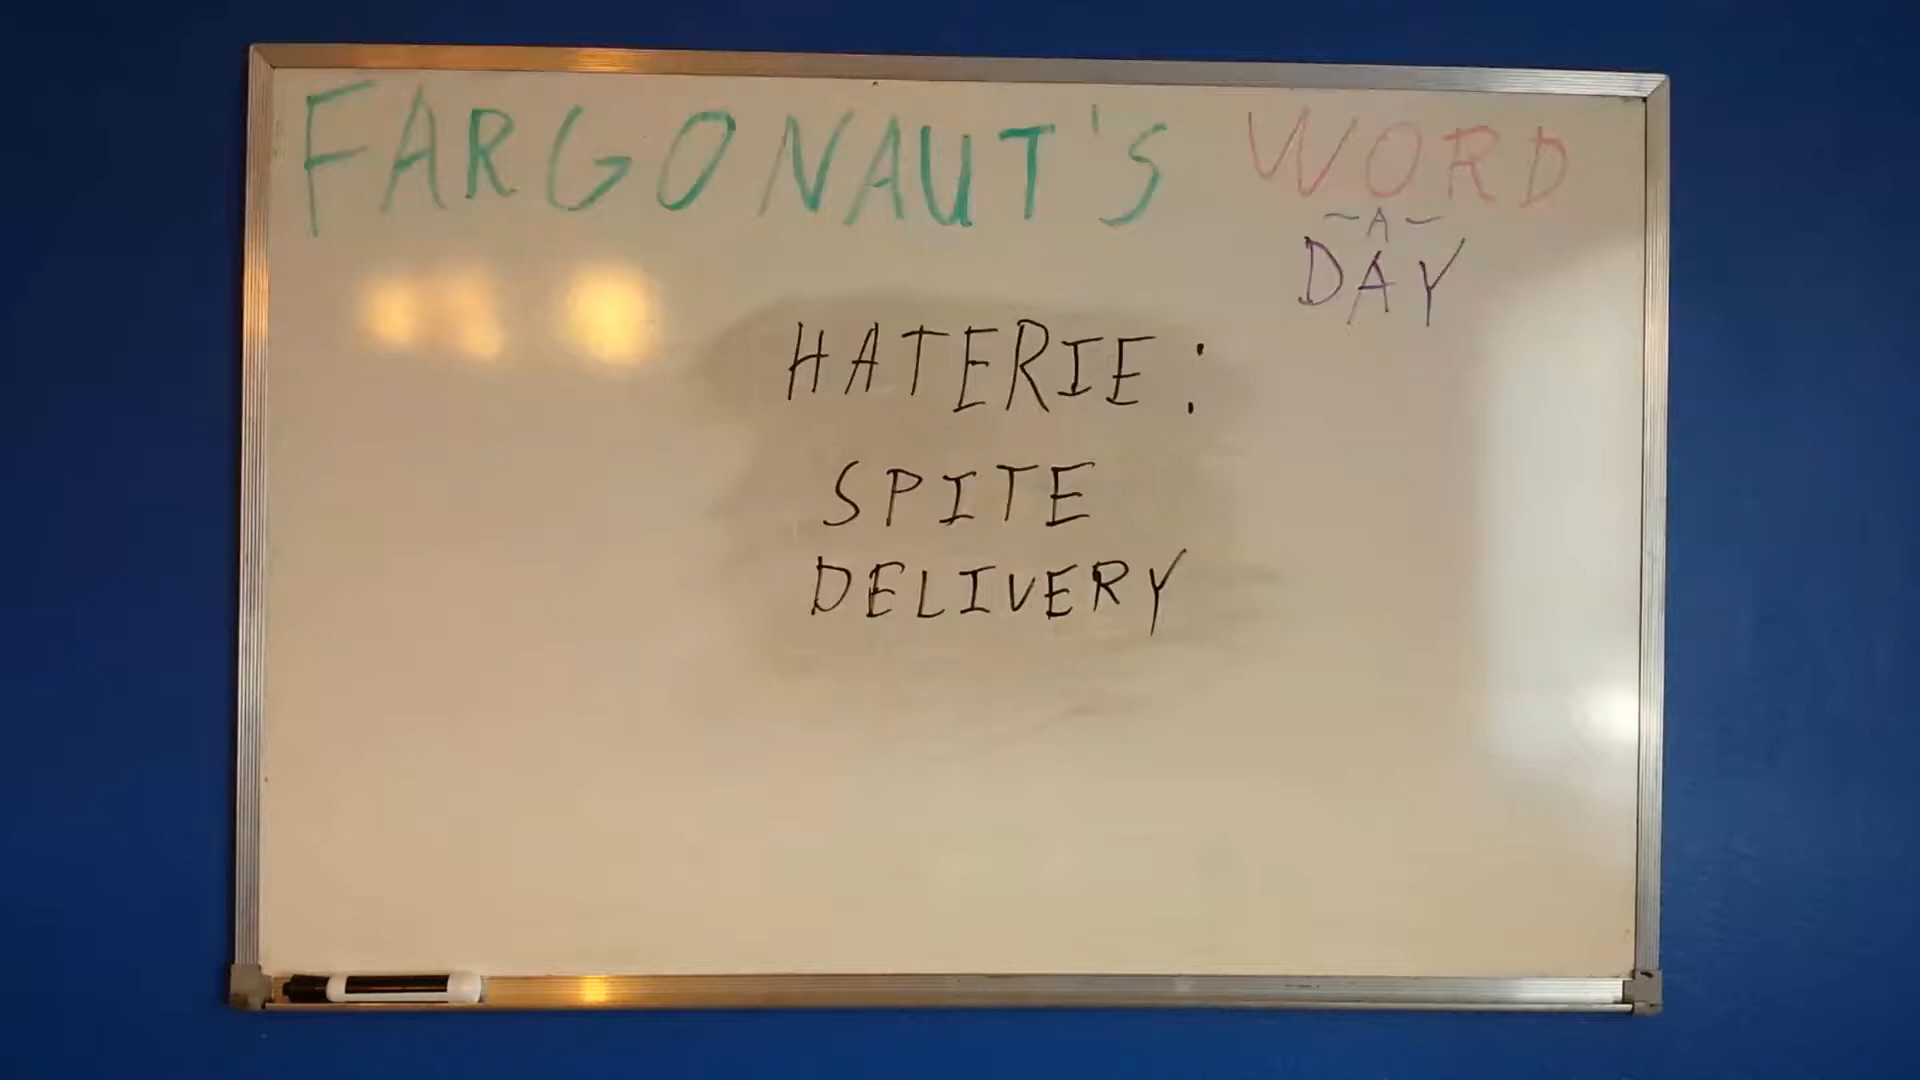 FARGONAUT'S WORD
~A~
DAY
HATERIE:
SPITE
DELIVERY